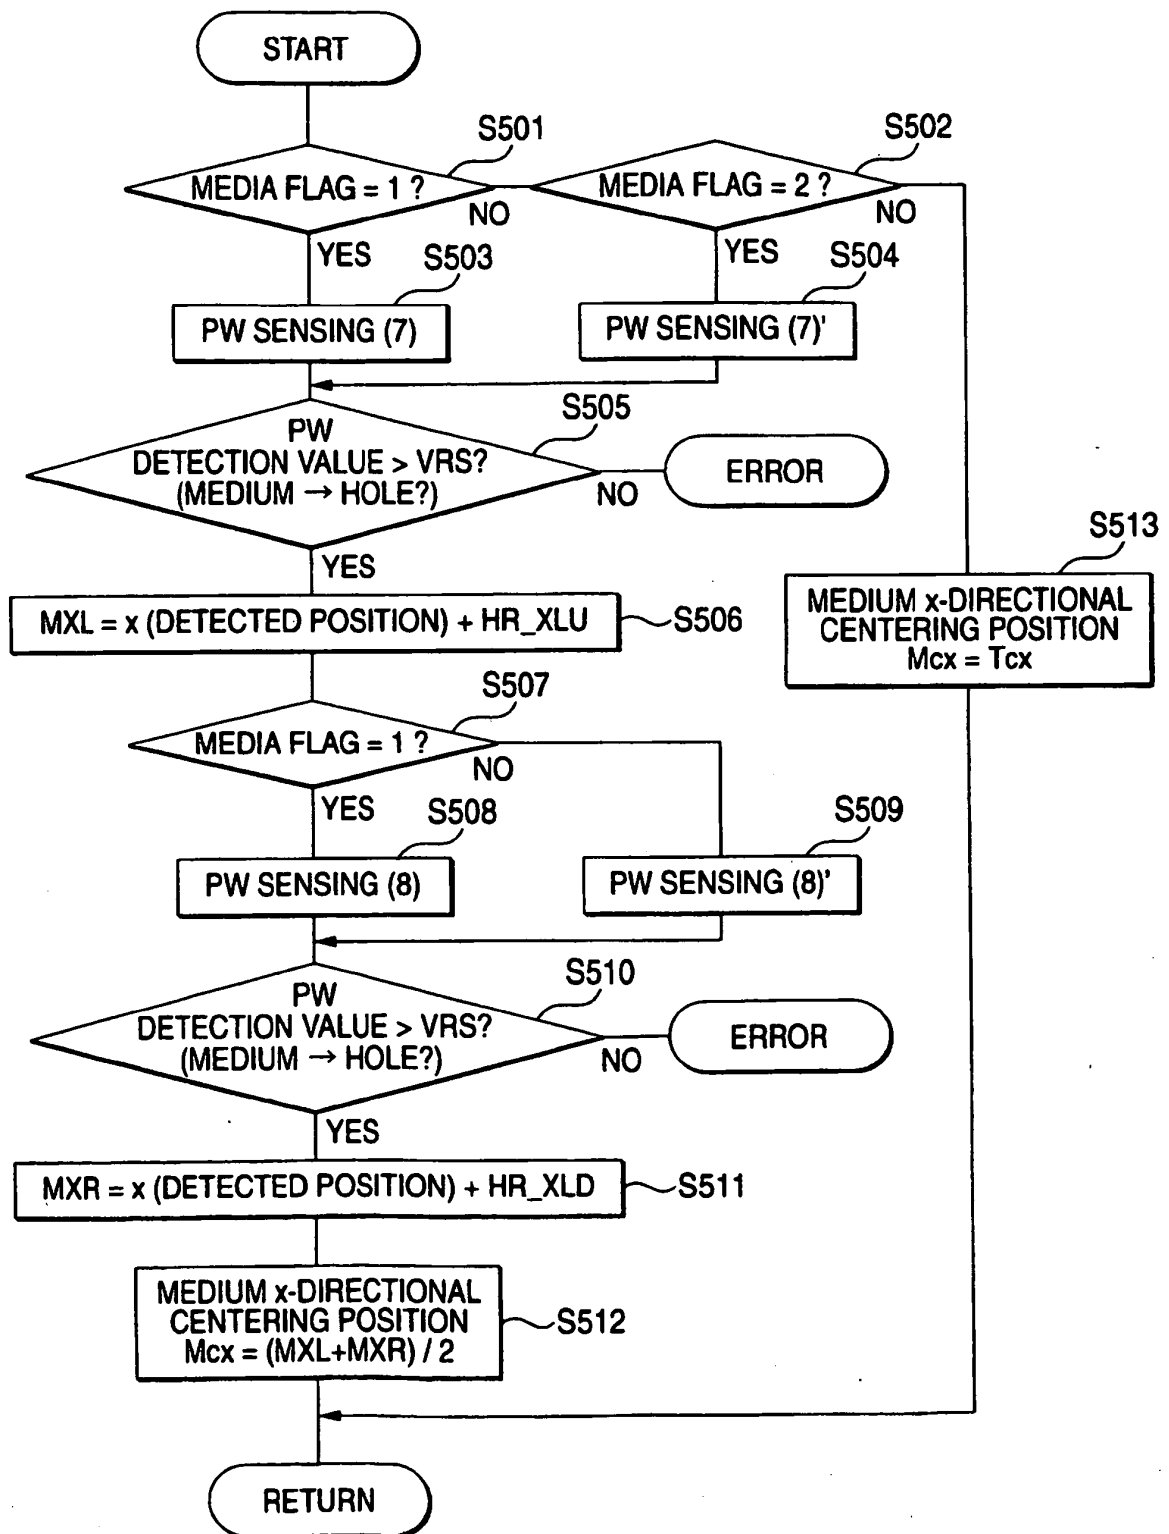 START
S501
MEDIA FLAG = 1 ?
NO
YES
S502
MEDIA FLAG = 2 ?
NO
YES
S503
PW SENSING (7)
S504
PW SENSING (7)'
S505
PW
DETECTION VALUE > VRS?
(MEDIUM → HOLE?)
NO
ERROR
YES
S513
MEDIUM x-DIRECTIONAL
CENTERING POSITION
Mcx = Tcx
MXL = x (DETECTED POSITION) + HR_XLU
S506
S507
MEDIA FLAG = 1 ?
NO
YES
S508
PW SENSING (8)
S509
PW SENSING (8)'
S510
PW
DETECTION VALUE > VRS?
(MEDIUM → HOLE?)
NO
ERROR
YES
MXR = x (DETECTED POSITION) + HR_XLD
S511
MEDIUM x-DIRECTIONAL
CENTERING POSITION
Mcx = (MXL+MXR) / 2
S512
RETURN